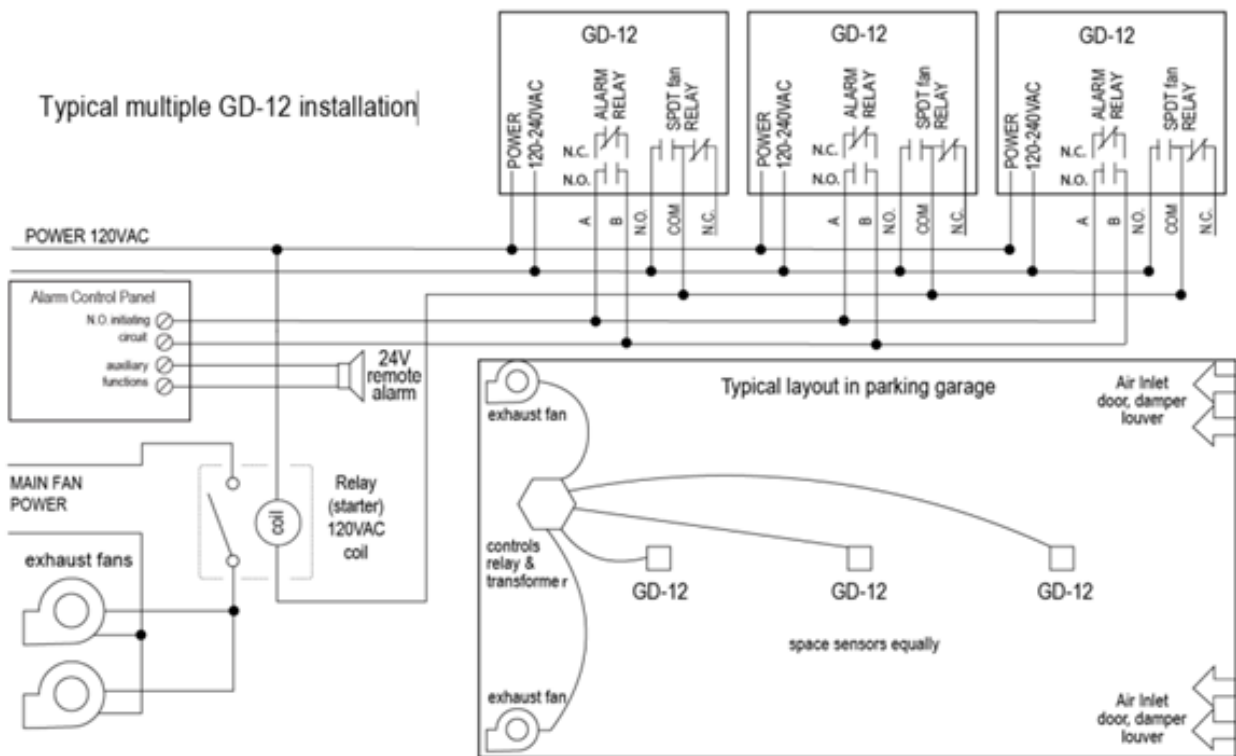 Typical multiple GD-12 installation
GD-12
POWER
120-240VAC
ALARM
RELAY
SPDT fan
RELAY
N.C.
N.O.
A
B
N.O.
COM
N.C.
GD-12
POWER
120-240VAC
ALARM
RELAY
SPDT fan
RELAY
N.C.
N.O.
A
B
N.O.
COM
N.C.
GD-12
POWER
120-240VAC
ALARM
RELAY
SPDT fan
RELAY
N.C.
N.O.
A
B
N.O.
COM
N.C.
POWER 120VAC
Alarm Control Panel
N.O. initiating
circuit
auxiliary
functions
24V
remote
alarm
MAIN FAN
POWER
coil
Relay
(starter)
120VAC
coil
exhaust fans
Typical layout in parking garage
exhaust fan
Air Inlet
door, damper
louver
controls
relay &
transformer
GD-12
GD-12
GD-12
space sensors equally
exhaust fan
Air Inlet
door, damper
louver